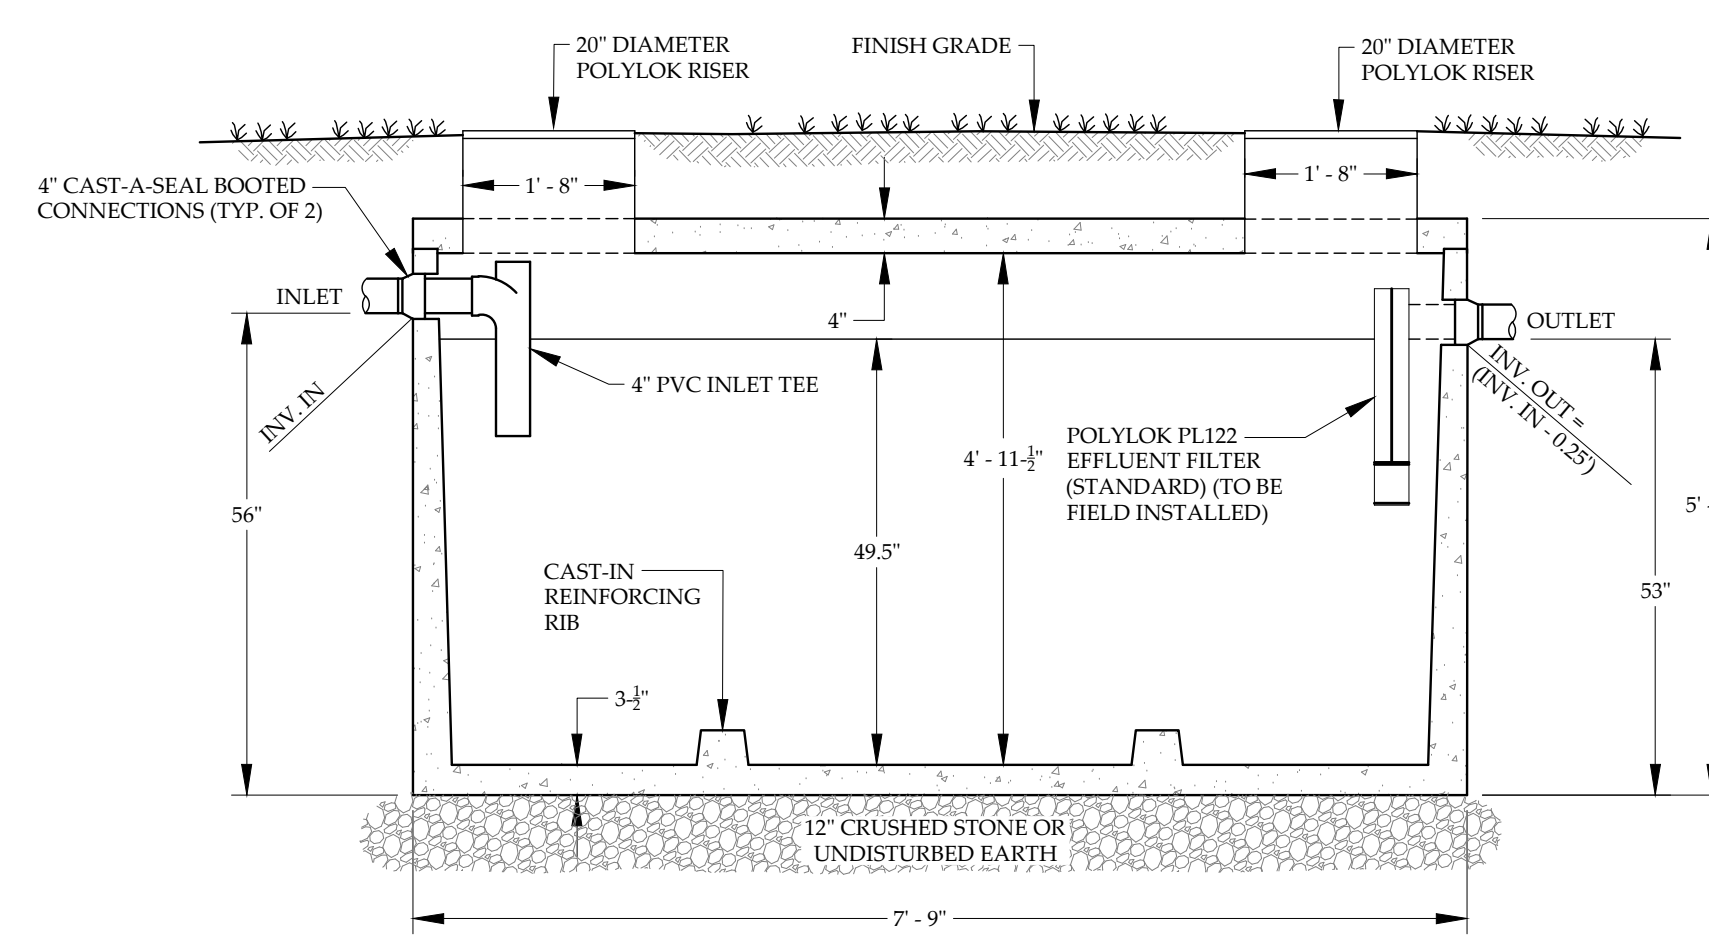 20" DIAMETER
POLYLOK RISER
FINISH GRADE
20" DIAMETER
POLYLOK RISER
4" CAST-A-SEAL BOOTED
CONNECTIONS (TYP. OF 2)
1' - 8"
1' - 8"
INLET
4"
OUTLET
INV. IN
4" PVC INLET TEE
INV. OUT =
(INV. IN - 0.25')
POLYLOK PL122
EFFLUENT FILTER
(STANDARD) (TO BE
FIELD INSTALLED)
4' - 11-1/2"
56"
5' -
49.5"
CAST-IN
REINFORCING
RIB
53"
3-1/2"
12" CRUSHED STONE OR
UNDISTURBED EARTH
7' - 9"